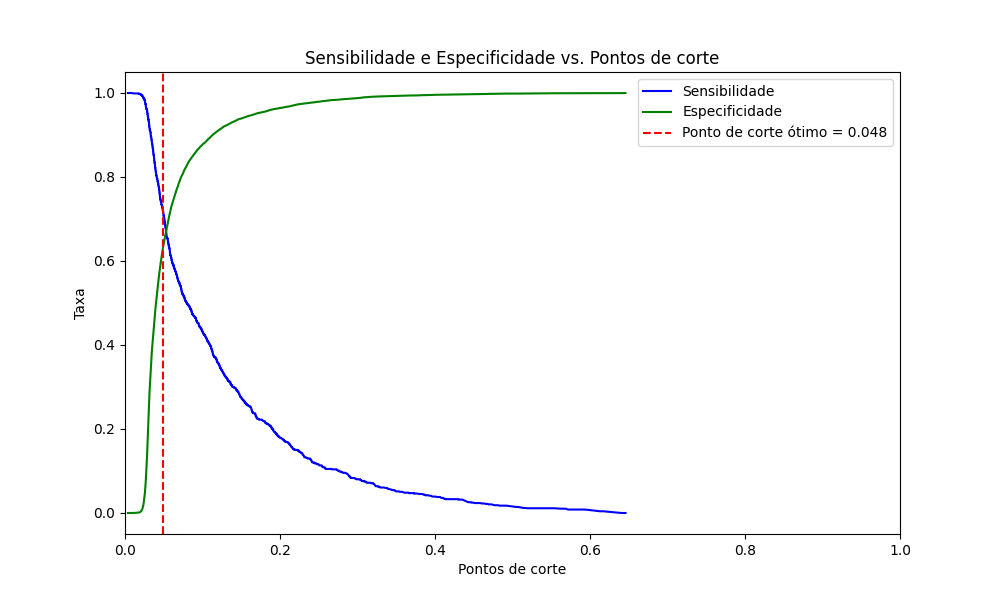 Sensibilidade e Especificidade vs. Pontos de corte
Sensibilidade
Especificidade
Ponto de corte ótimo = 0.048
Taxa
1.0
0.8
0.6
0.4
0.2
0.0
0.0 0.2 0.4 0.6 0.8 1.0
Pontos de corte